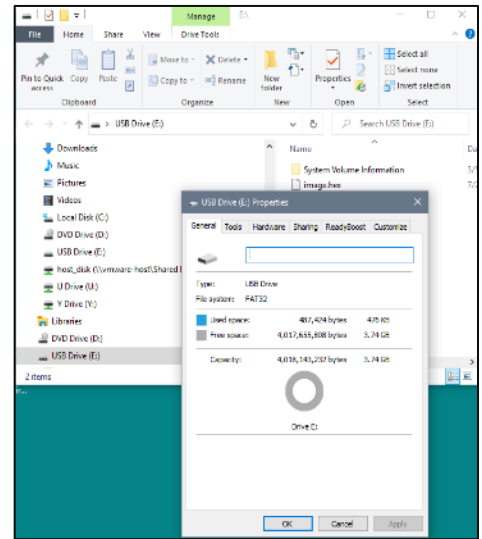 Manage E:\
File Home Share View Drive Tools
Pin to Quick access
Copy
Paste
Move to
Copy to
Delete
Rename
New folder
Properties
Select all
Select none
Invert selection
Clipboard Organize New Open Select
USB Drive (E:)
Search USB Drive (E:)
Downloads
Music
Pictures
Videos
Local Disk (C:)
DVD Drive (D:)
USB Drive (E:)
host_disk (\\vmware-host\Shared
U Drive (U:)
Y Drive (Y:)
Libraries
DVD Drive (D:)
USB Drive (E:)
2 items
Name
System Volume Information
image.hex
USB Drive (E:) Properties
General Tools Hardware Sharing ReadyBoost Customize
Type: USB Drive
File system: FAT32
Used space: 487,424 bytes 476 KB
Free space: 4,017,655,808 bytes 3.74 GB
Capacity: 4,018,143,232 bytes 3.74 GB
Drive E:
OK Cancel Apply